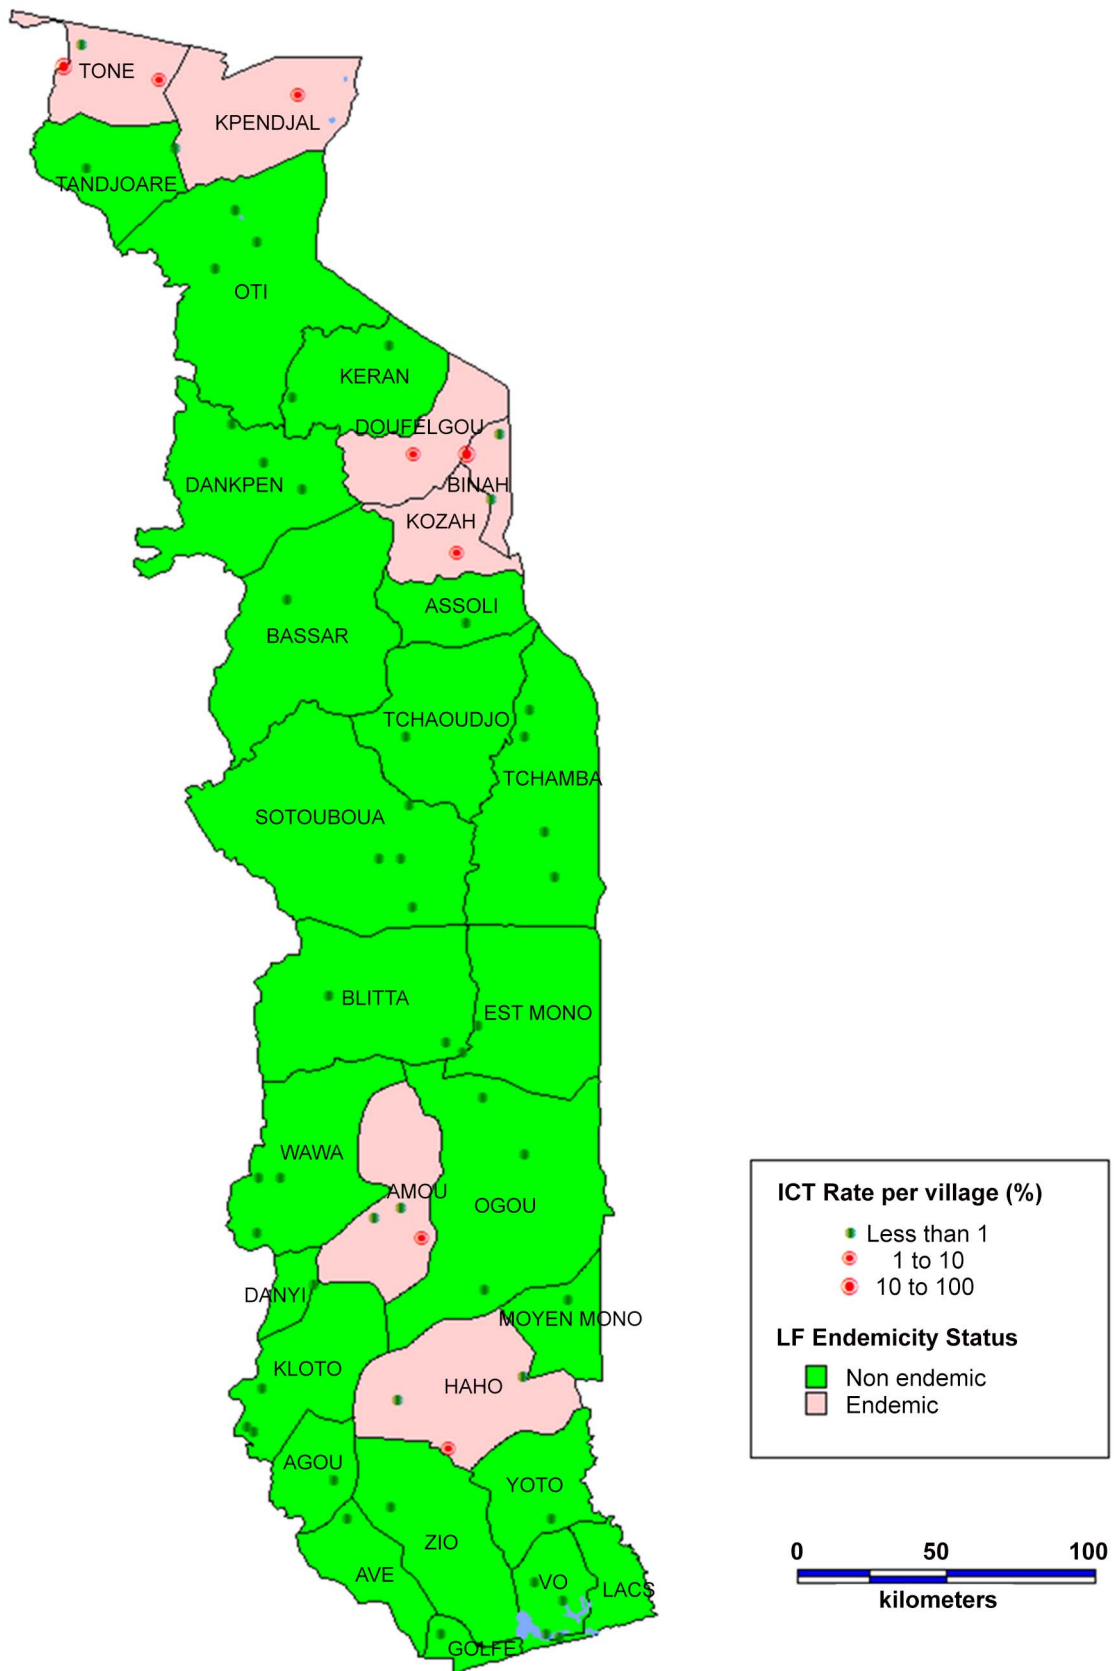 TONE
KPENDJAL
TANDJOARE
OTI
KERAN
DOUFELGOU
DANKPEN
BINAH
KOZAH
ASSOLI
BASSAR
TCHAOUDJO
TCHAMBA
SOTOUBOUA
BLITTA
EST MONO
WAWA
AMOU
OGOU
DANYI
MOYEN MONO
KLOTO
HAHO
AGOU
YOTO
ZIO
AVE
VO
LACS
GOLFE
ICT Rate per village (%)
Less than 1
1 to 10
10 to 100
LF Endemicity Status
Non endemic
Endemic
0 50 100
kilometers